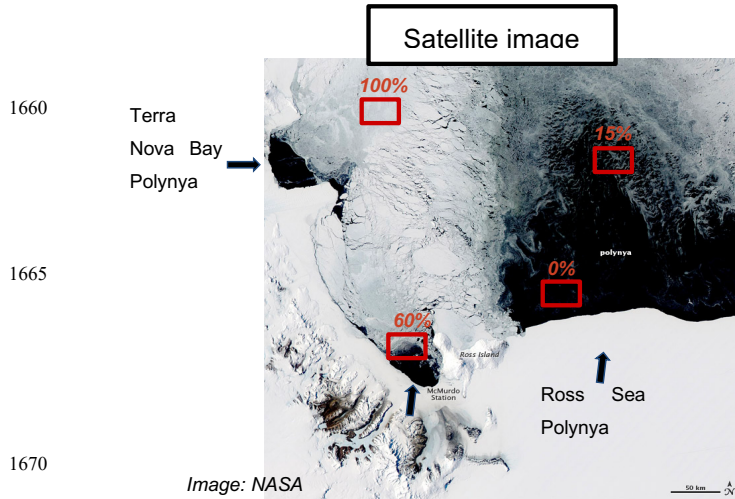 Satellite image
1660
Terra
Nova Bay
Polynya
100%
15%
polynya
1665
0%
60%
Ross Island
McMurdo
Station
Ross Sea
Polynya
1670
Image: NASA
50 km
N